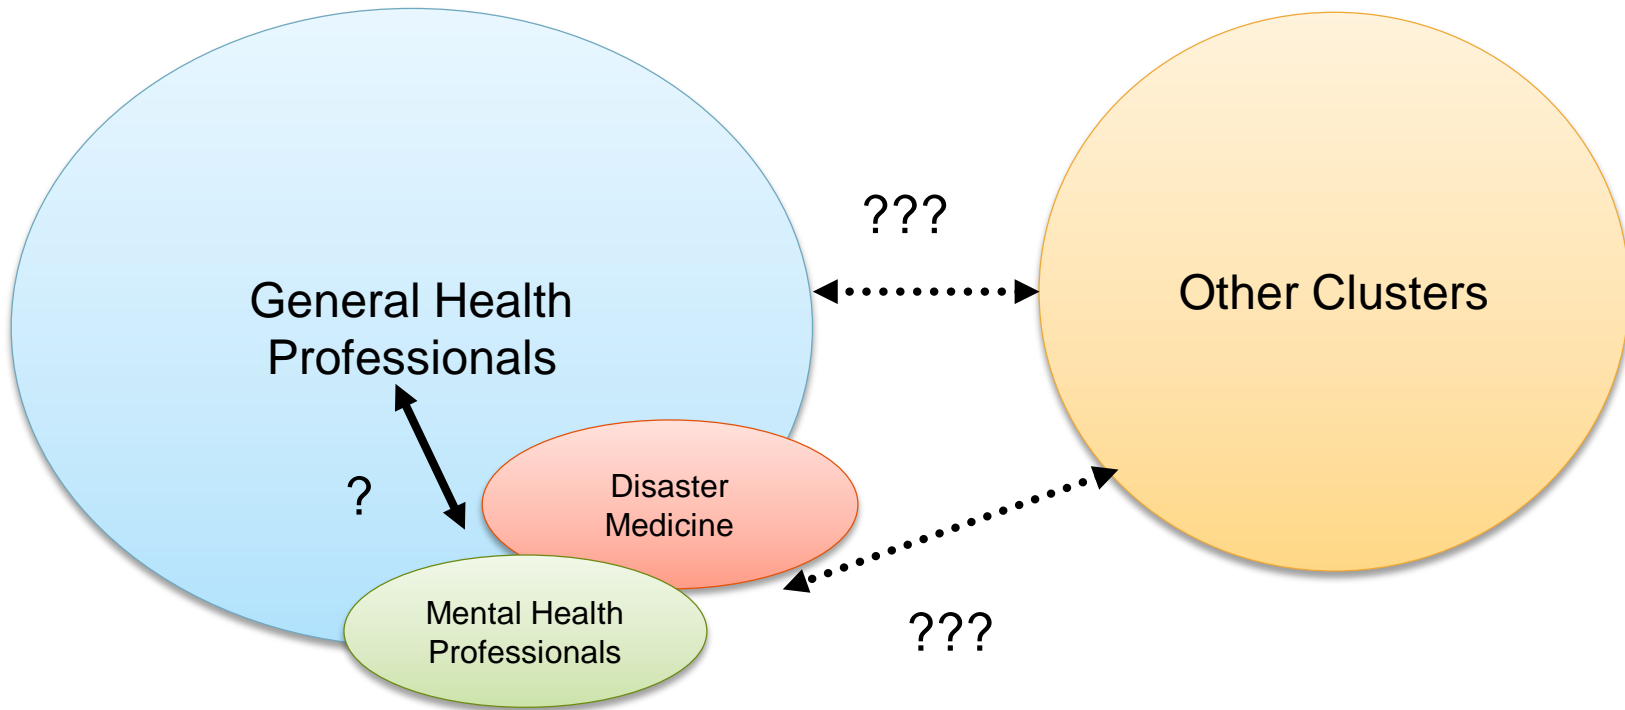 General Health
Professionals
???
Other Clusters
?
Disaster
Medicine
Mental Health
Professionals
???